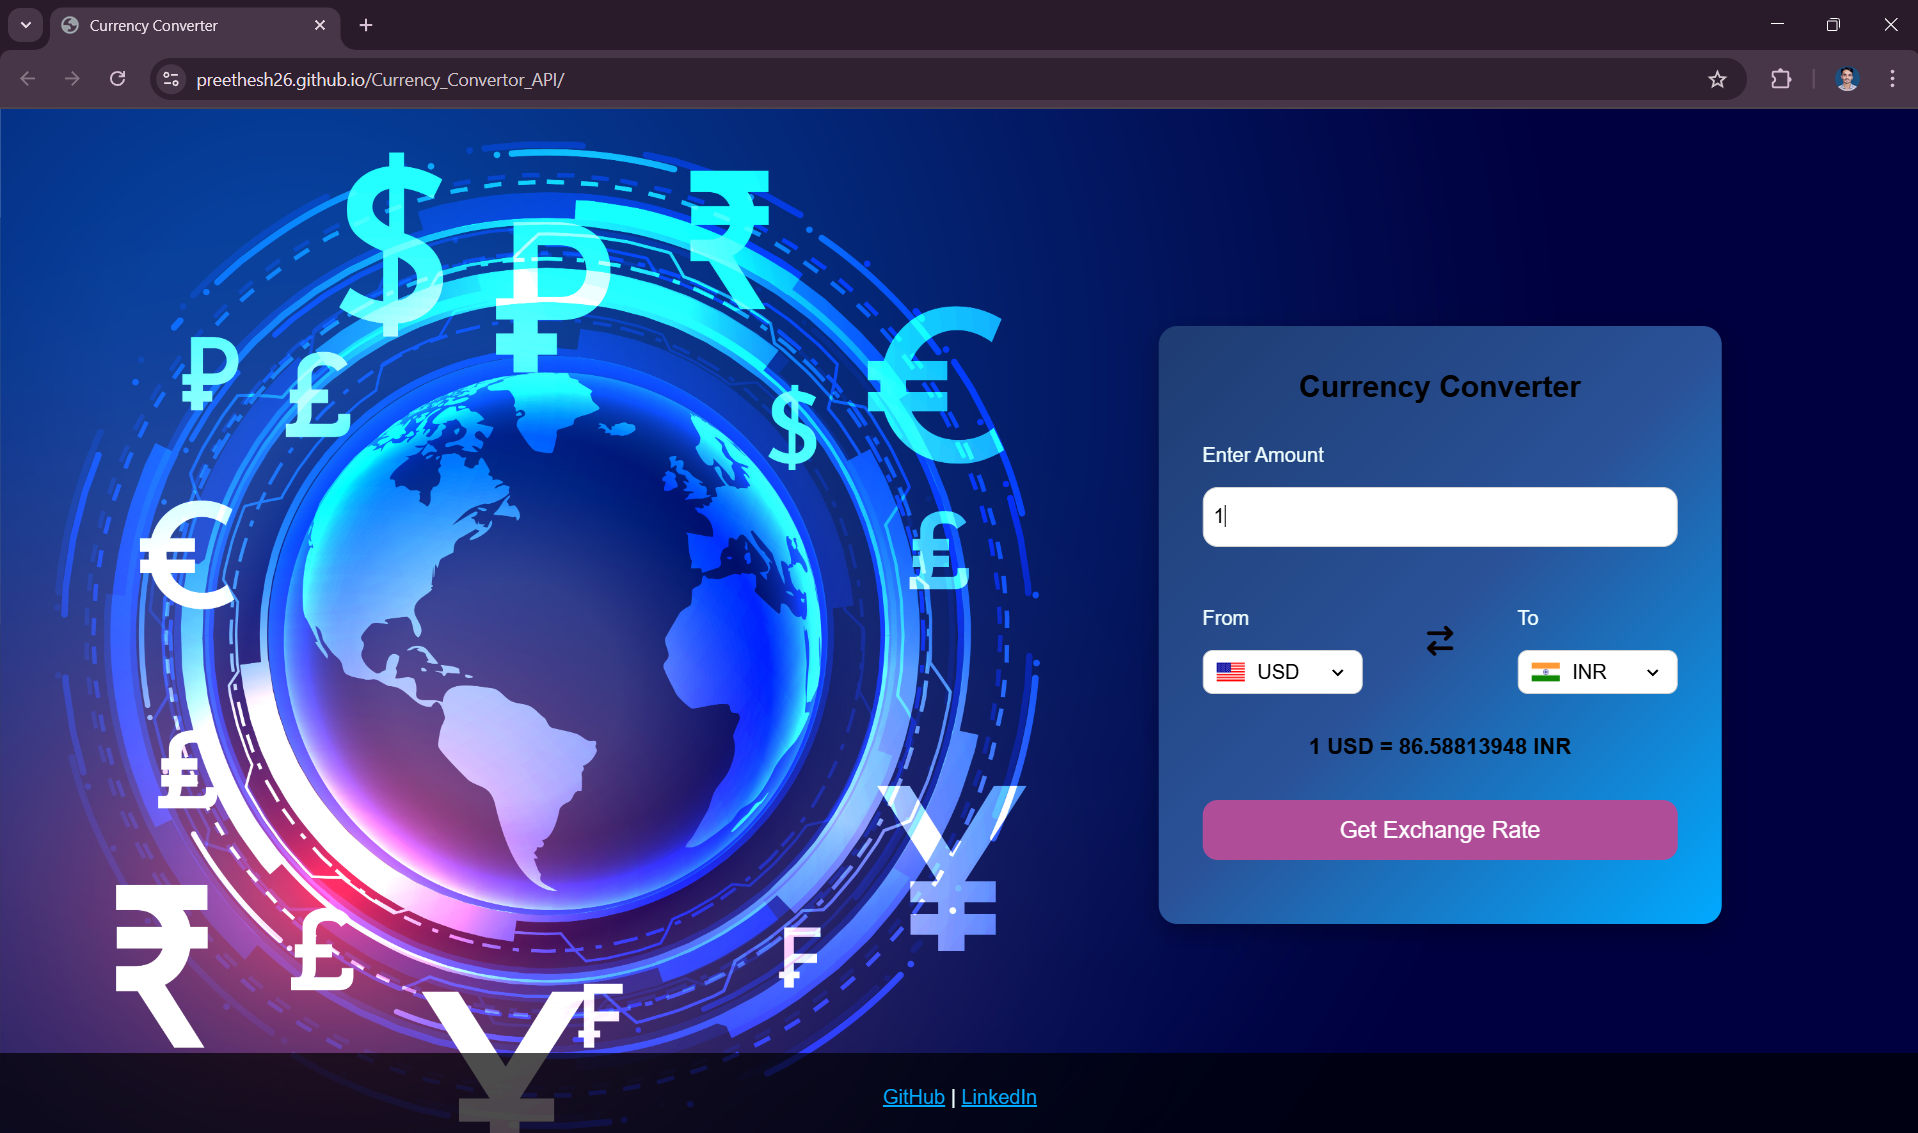 Currency Converter
preethesh26.github.io/Currency_Convertor_API/
$
₽
₹
€
₽
£
$
€
£
£
¥
₹
£
₣
¥
₣
Currency Converter
Enter Amount
1
From
To
USD
INR
1 USD = 86.58813948 INR
Get Exchange Rate
GitHub | LinkedIn